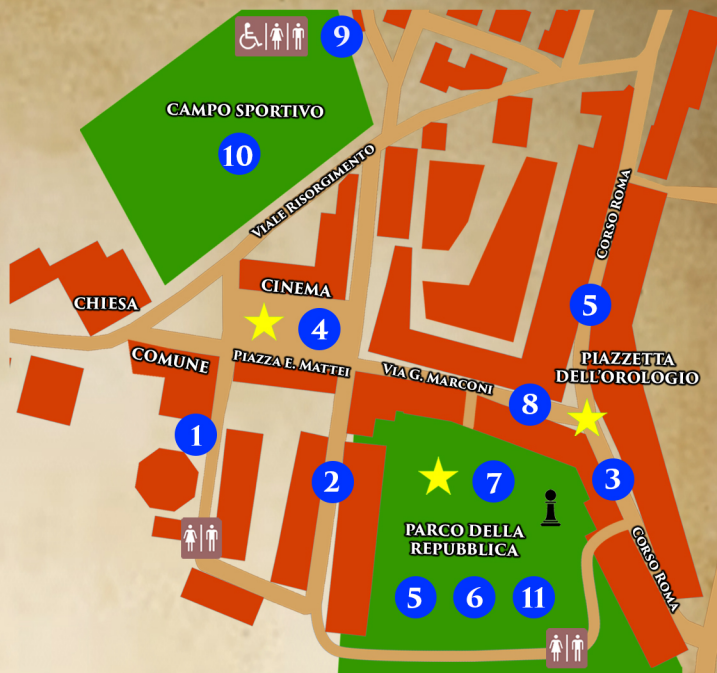 9
CAMPO SPORTIVO
10
VIALE RISORGIMENTO
CORSO ROMA
CINEMA
CHIESA
4
5
COMUNE
PIAZZA E. MATTEI
VIA G. MARCONI
PIAZZETTA
DELL'OROLOGIO
8
1
2
7
3
PARCO DELLA
REPUBBLICA
CORSO ROMA
5
6
11